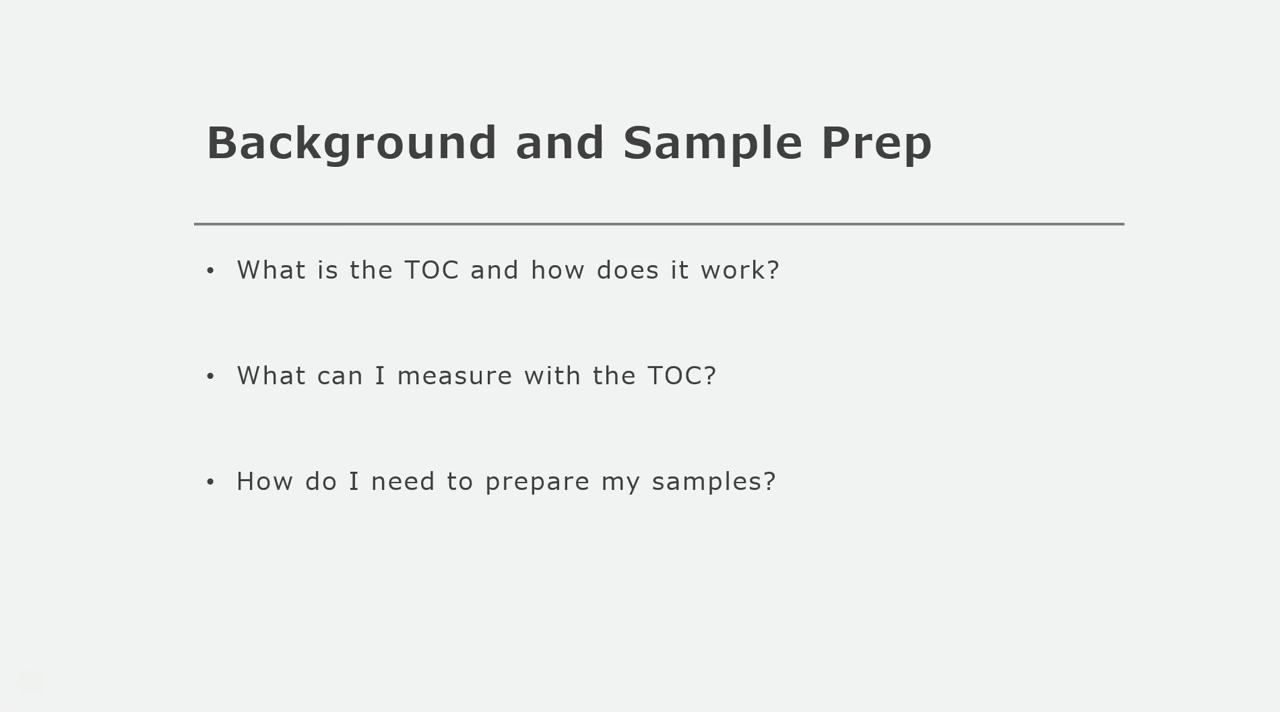 Background and Sample Prep
• What is the TOC and how does it work?
• What can I measure with the TOC?
• How do I need to prepare my samples?